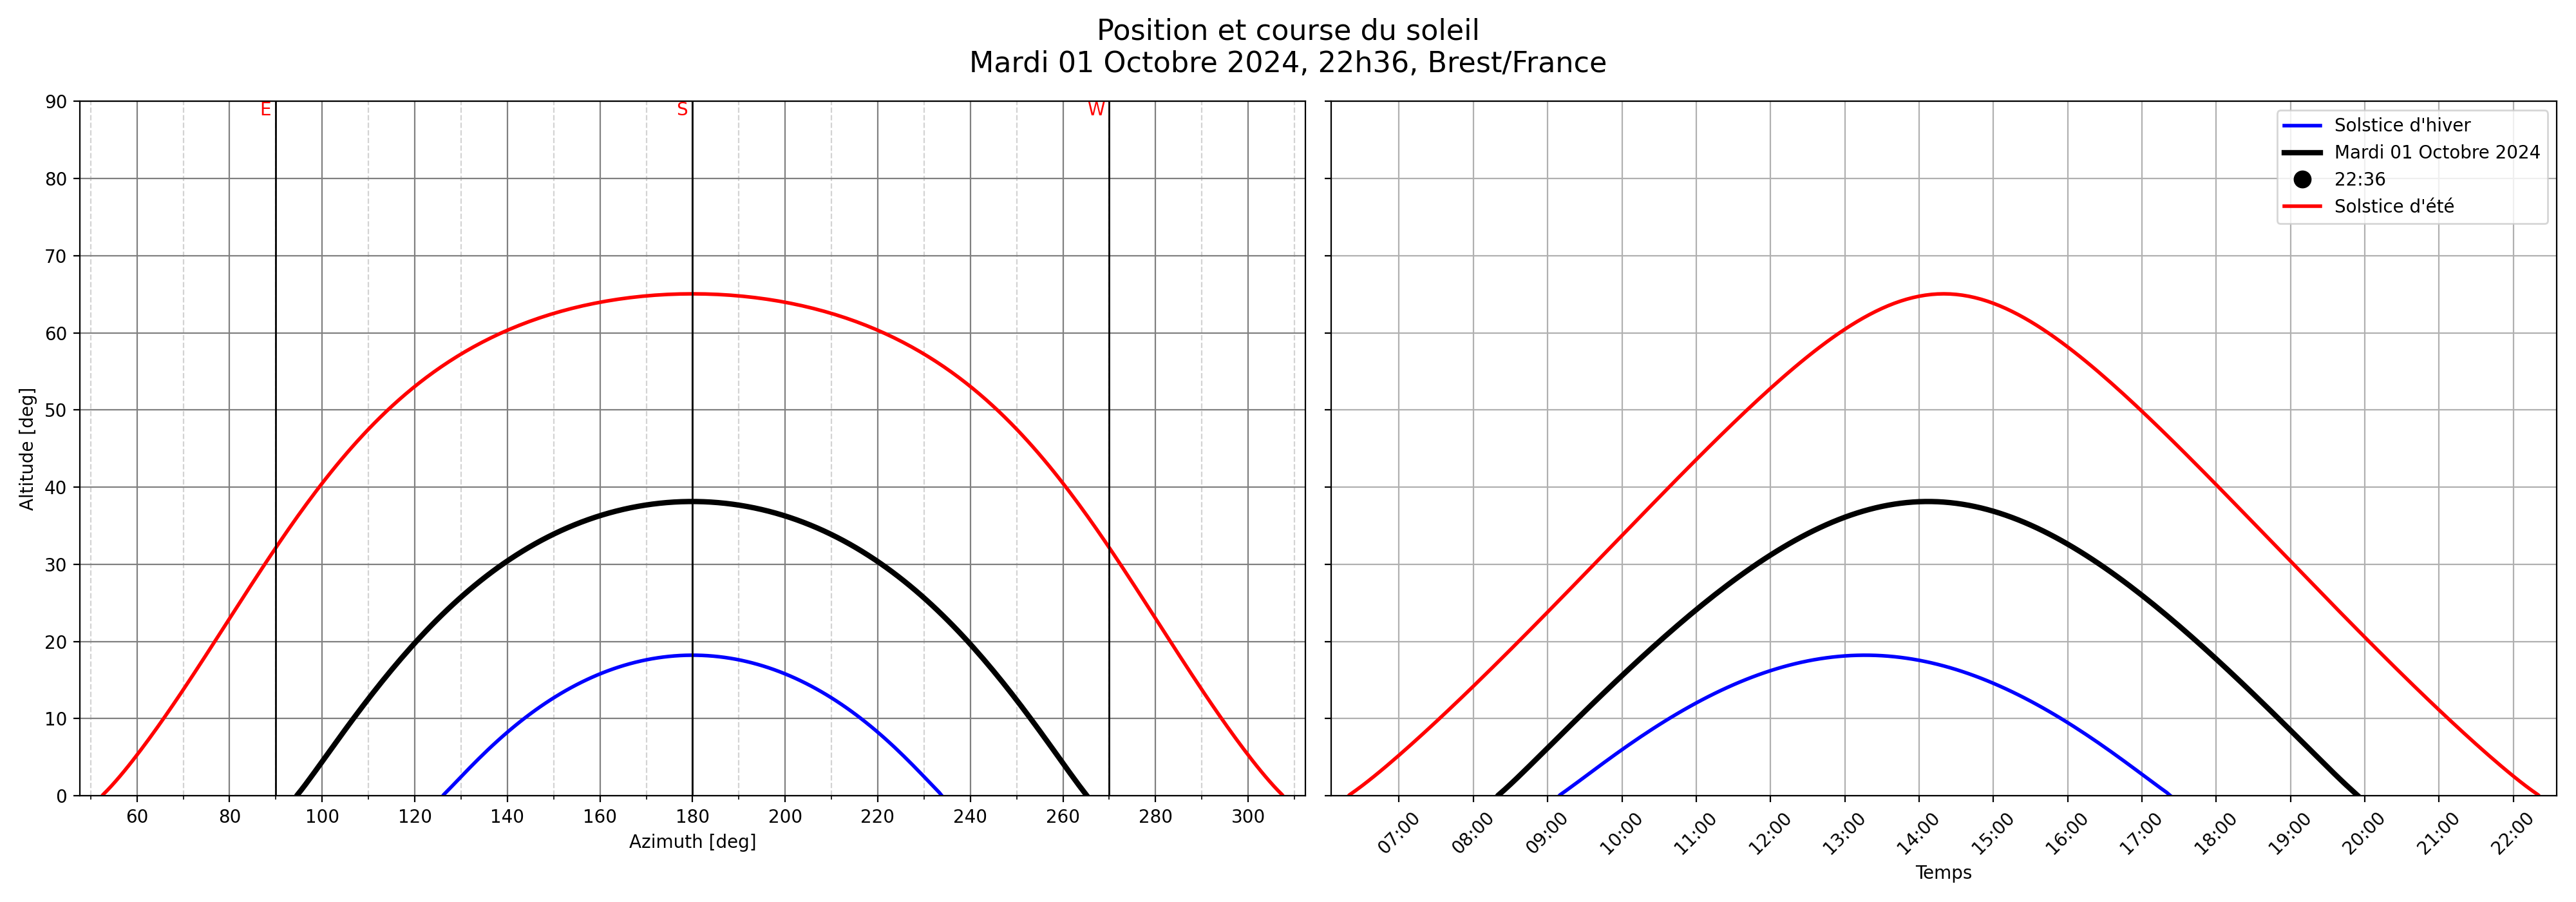 Position et course du soleil
Mardi 01 Octobre 2024, 22h36, Brest/France
E
S
W
90
80
70
60
50
40
30
20
10
0
Altitude [deg]
60 80 100 120 140 160 180 200 220 240 260 280 300
Azimuth [deg]
Solstice d'hiver
Mardi 01 Octobre 2024
22:36
Solstice d'été
07:00 08:00 09:00 10:00 11:00 12:00 13:00 14:00 15:00 16:00 17:00 18:00 19:00 20:00 21:00 22:00
Temps